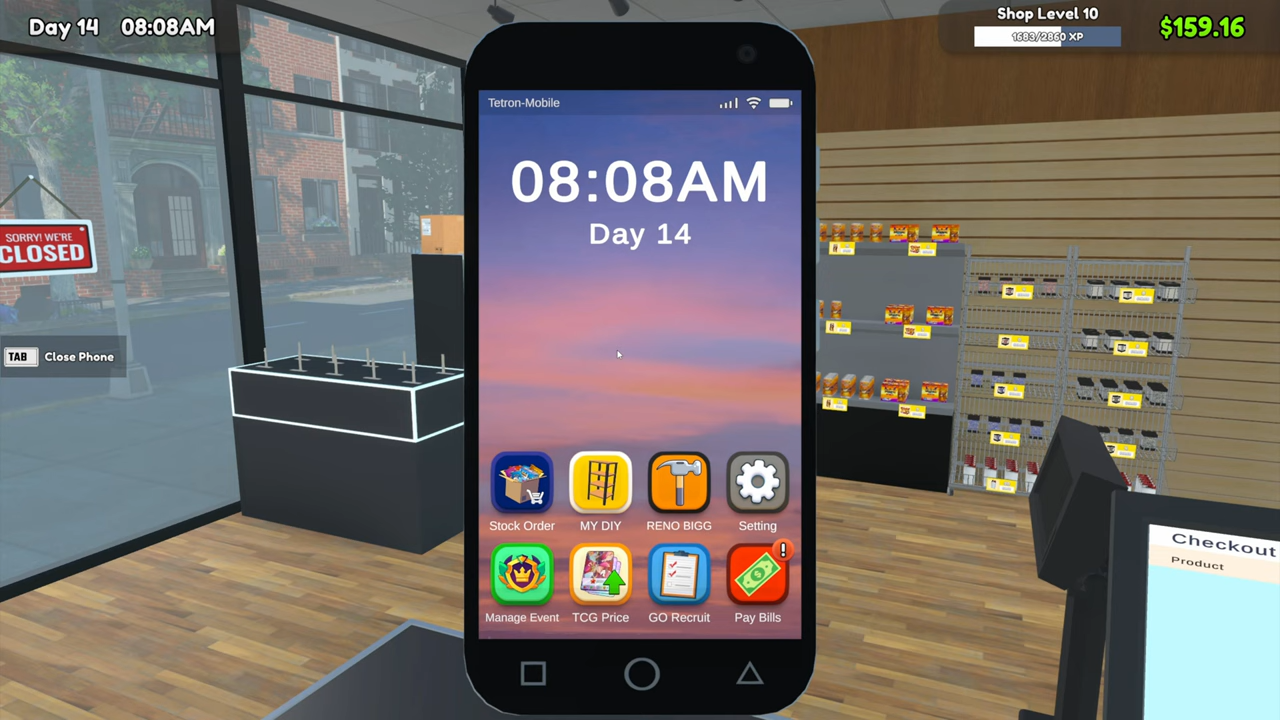 Day 14 08:08AM
Shop Level 10
1683/2860 XP
$159.16
Tetron-Mobile
08:08AM
Day 14
SORRY! WE'RE
CLOSED
TAB Close Phone
Stock Order
MY DIY
RENO BIGG
Setting
Manage Event
TCG Price
GO Recruit
Pay Bills
Checkout
Product